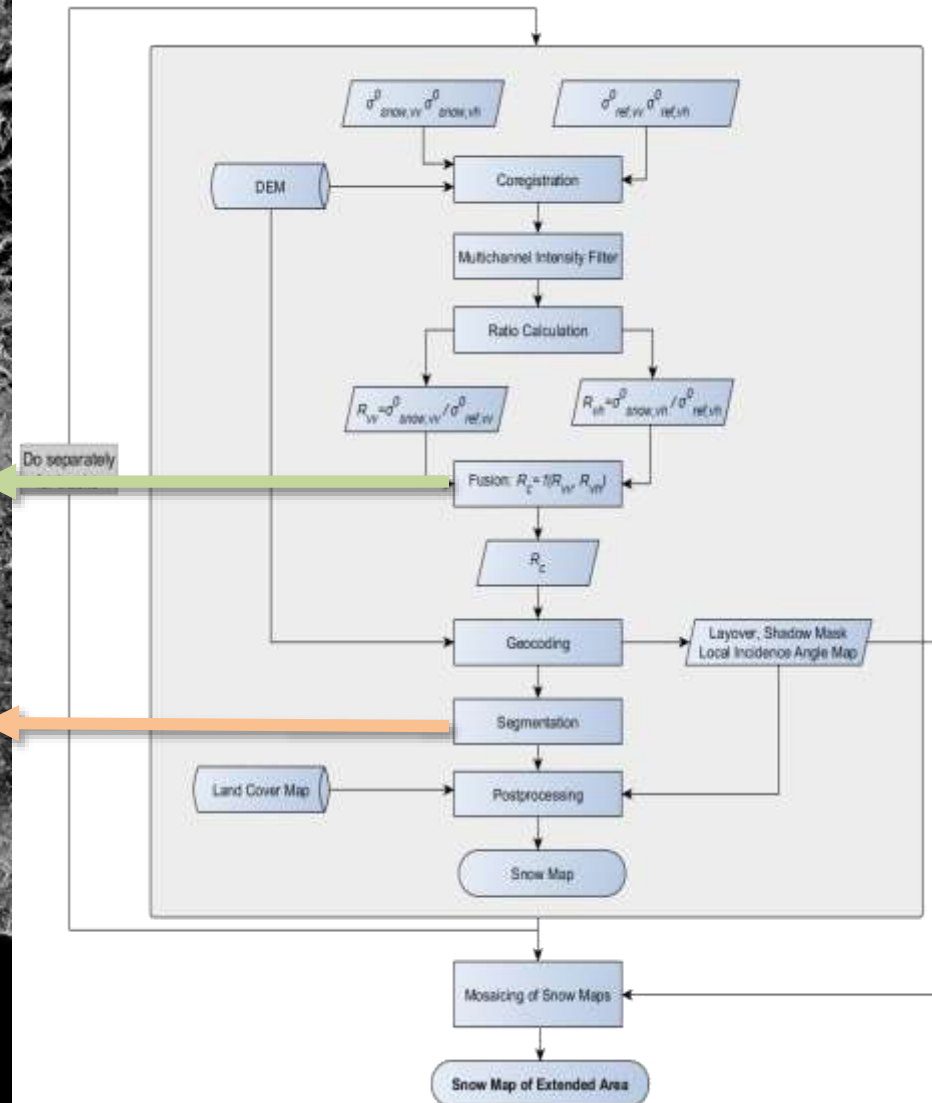 σ⁰snow,vv σ⁰snow,vh
σ⁰ref,vv σ⁰ref,vh
DEM
Coregistration
Multichannel Intensity Filter
Ratio Calculation
Rvv=σ⁰snow,vv / σ⁰ref,vv
Rvh=σ⁰snow,vh / σ⁰ref,vh
Do separately
Fusion: Rc= f(Rvv, Rvh)
Rc
Geocoding
Layover, Shadow Mask
Local Incidence Angle Map
Segmentation
Land Cover Map
Postprocessing
Snow Map
Mosaicing of Snow Maps
Snow Map of Extended Area